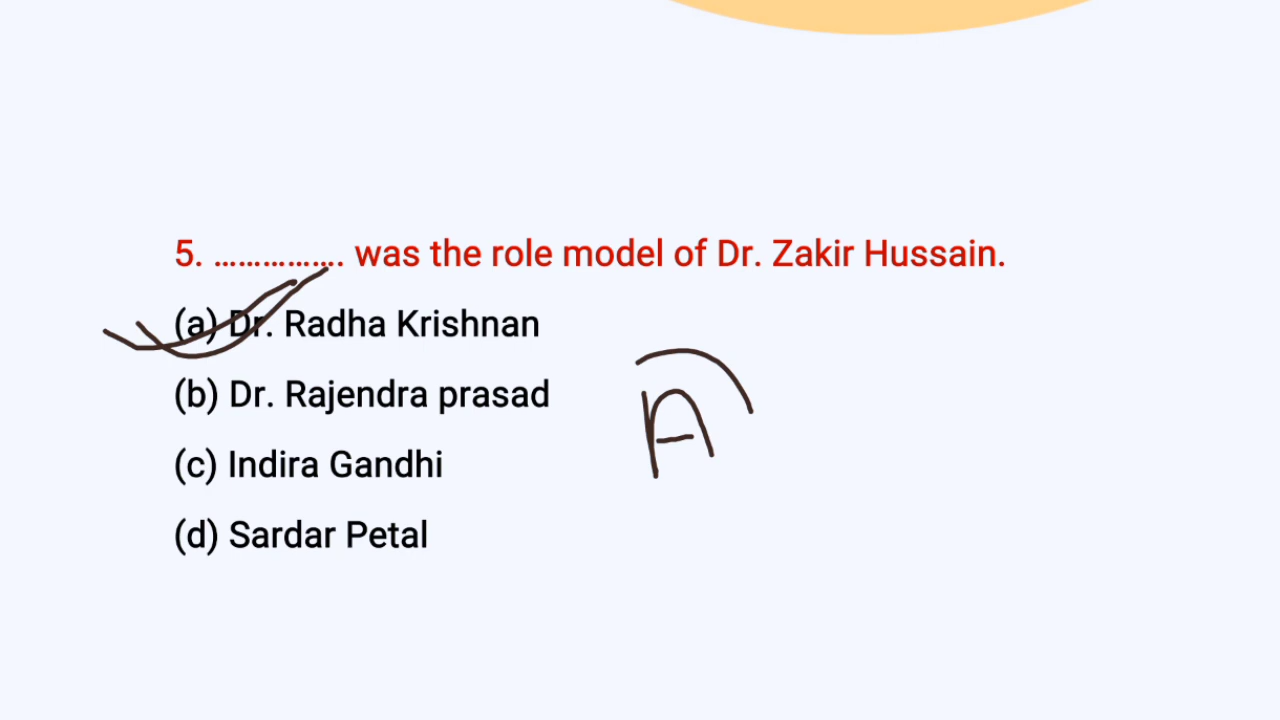 5. ................ was the role model of Dr. Zakir Hussain.
(a) Dr. Radha Krishnan
(b) Dr. Rajendra prasad
A
(c) Indira Gandhi
(d) Sardar Petal